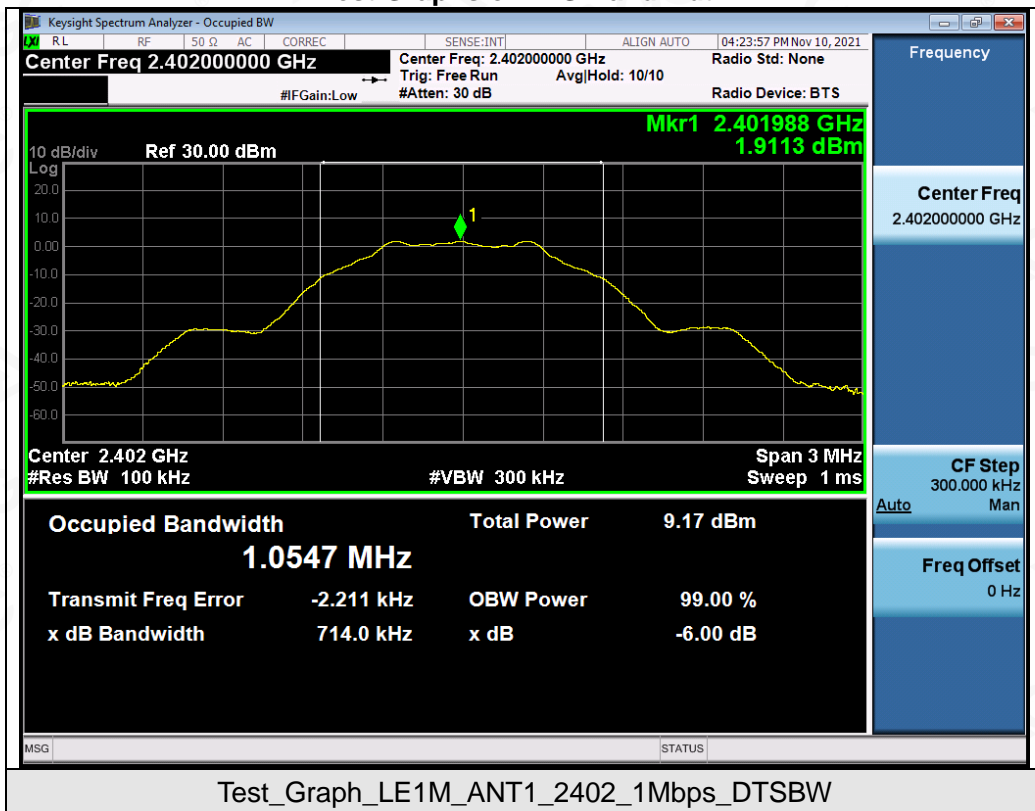 Keysight Spectrum Analyzer - Occupied BW
LXI RL RF 50 Ω AC CORREC SENSE:INT ALIGN AUTO 04:23:57 PM Nov 10, 2021
Center Freq 2.402000000 GHz
#IFGain:Low
Center Freq: 2.402000000 GHz
Trig: Free Run Avg|Hold: 10/10
#Atten: 30 dB
Radio Std: None
Radio Device: BTS
Mkr1 2.401988 GHz
1.9113 dBm
10 dB/div Ref 30.00 dBm
Log
20.0
10.0
0.00
-10.0
-20.0
-30.0
-40.0
-50.0
-60.0
1
Center 2.402 GHz Span 3 MHz
#Res BW 100 kHz #VBW 300 kHz Sweep 1 ms
Occupied Bandwidth
1.0547 MHz
Total Power 9.17 dBm
Transmit Freq Error -2.211 kHz OBW Power 99.00 %
x dB Bandwidth 714.0 kHz x dB -6.00 dB
Frequency
Center Freq
2.402000000 GHz
CF Step
300.000 kHz
Auto Man
Freq Offset
0 Hz
MSG STATUS
Test_Graph_LE1M_ANT1_2402_1Mbps_DTSBW